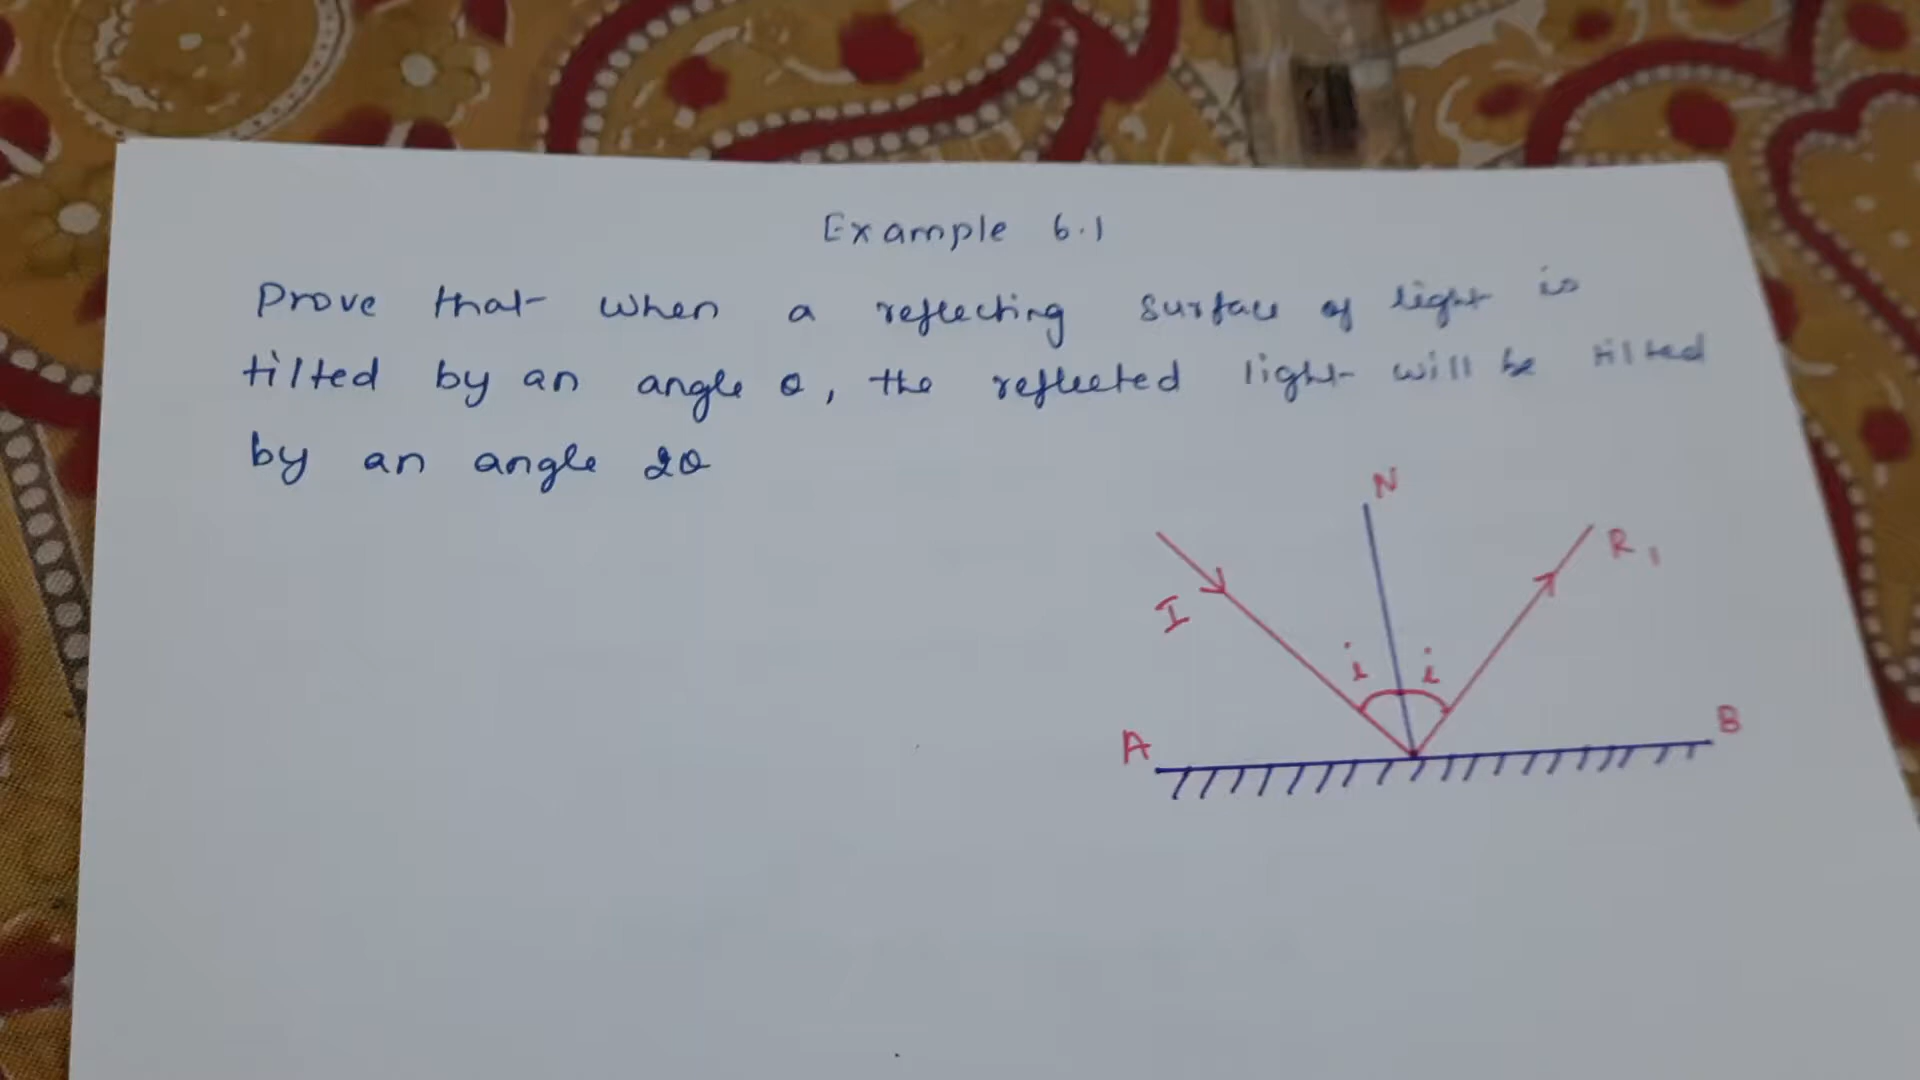 Example 6.1
Prove that when a reflecting surface of light is
tilted by an angle θ, the reflected light will be tilted
by an angle 2θ
N
R1
I
i i
B
A